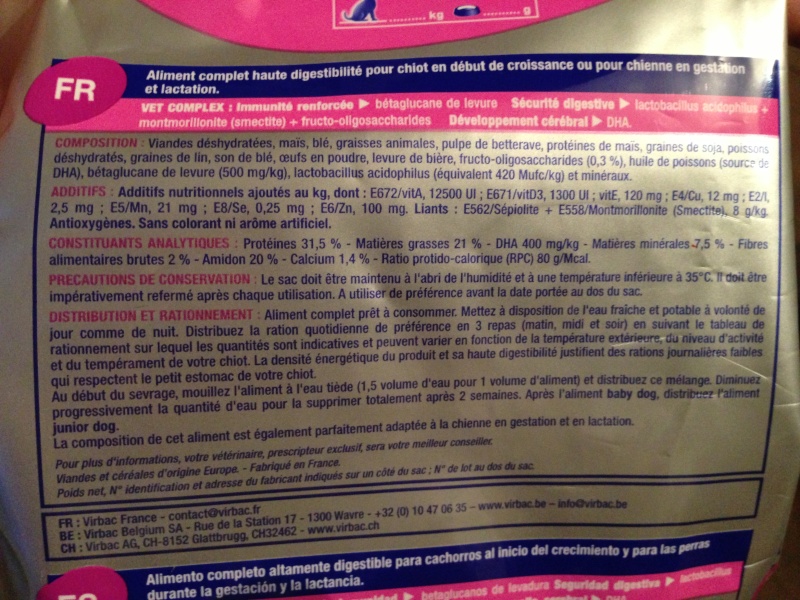 kg g
FR
Aliment complet haute digestibilité pour chiot en début de croissance ou pour chienne en gestation
et lactation.
VET COMPLEX : Immunité renforcée ▶ bétaglucane de levure Sécurité digestive ▶ lactobacillus acidophilus +
montmorillonite (smectite) + fructo-oligosaccharides Développement cérébral ▶ DHA.
COMPOSITION : Viandes déshydratées, maïs, blé, graisses animales, pulpe de betterave, protéines de maïs, graines de soja, poissons
déshydratés, graines de lin, son de blé, œufs en poudre, levure de bière, fructo-oligosaccharides (0,3 %), huile de poissons (source de
DHA), bétaglucane de levure (500 mg/kg), lactobacillus acidophilus (équivalent 420 Mufc/kg) et minéraux.
ADDITIFS : Additifs nutritionnels ajoutés au kg, dont : E672/vitA, 12500 UI ; E671/vitD3, 1300 UI ; vitE, 120 mg ; E4/Cu, 12 mg ; E2/I,
2,5 mg ; E5/Mn, 21 mg ; E8/Se, 0,25 mg ; E6/Zn, 100 mg. Liants : E562/Sépiolite + E558/Montmorillonite (Smectite), 8 g/kg.
Antioxygènes. Sans colorant ni arôme artificiel.
CONSTITUANTS ANALYTIQUES : Protéines 31,5 % - Matières grasses 21 % - DHA 400 mg/kg - Matières minérales 7,5 % - Fibres
alimentaires brutes 2 % - Amidon 20 % - Calcium 1,4 % - Ratio protido-calorique (RPC) 80 g/Mcal.
PRECAUTIONS DE CONSERVATION : Le sac doit être maintenu à l'abri de l'humidité et à une température inférieure à 35°C. Il doit être
impérativement refermé après chaque utilisation. A utiliser de préférence avant la date portée au dos du sac.
DISTRIBUTION ET RATIONNEMENT : Aliment complet prêt à consommer. Mettez à disposition de l'eau fraîche et potable à volonté de
jour comme de nuit. Distribuez la ration quotidienne de préférence en 3 repas (matin, midi et soir) en suivant le tableau de
rationnement sur lequel les quantités sont indicatives et peuvent varier en fonction de la température extérieure, du niveau d'activité
et du tempérament de votre chiot. La densité énergétique du produit et sa haute digestibilité justifient des rations journalières faibles
qui respectent le petit estomac de votre chiot.
Au début du sevrage, mouillez l'aliment à l'eau tiède (1,5 volume d'eau pour 1 volume d'aliment) et distribuez ce mélange. Diminuez
progressivement la quantité d'eau pour la supprimer totalement après 2 semaines. Après l'aliment baby dog, distribuez l'aliment
junior dog.
La composition de cet aliment est également parfaitement adaptée à la chienne en gestation et en lactation.
Pour plus d'informations, votre vétérinaire, prescripteur exclusif, sera votre meilleur conseiller.
Viandes et céréales d'origine Europe. - Fabriqué en France.
Poids net, N° identification et adresse du fabricant indiqués sur un côté du sac ; N° de lot au dos du sac.
FR : Virbac France - contact@virbac.fr
BE : Virbac Belgium SA - Rue de la Station 17 - 1300 Wavre - +32 (0) 10 47 06 35 – www.virbac.be – info@virbac.be
CH : Virbac AG, CH-8152 Glattbrugg, CH32462 - www.virbac.ch
Alimento completo altamente digestible para cachorros al inicio del crecimiento y para las perras
durante la gestación y la lactancia.
betaglucanos de levadura Seguridad digestiva ▶ lactobacillus